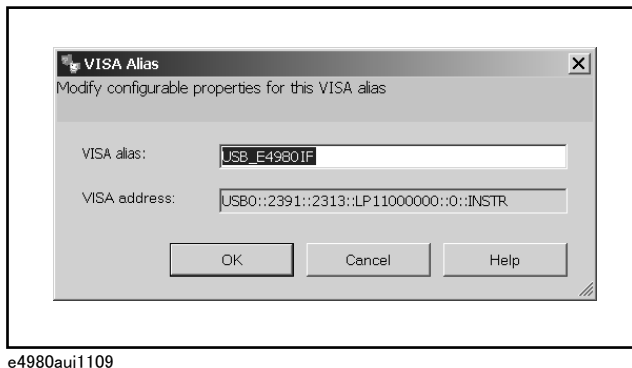 VISA Alias
Modify configurable properties for this VISA alias
VISA alias:
USB_E4980IF
VISA address:
USB0::2391::2313::LP11000000::0::INSTR
OK
Cancel
Help
e4980aui1109